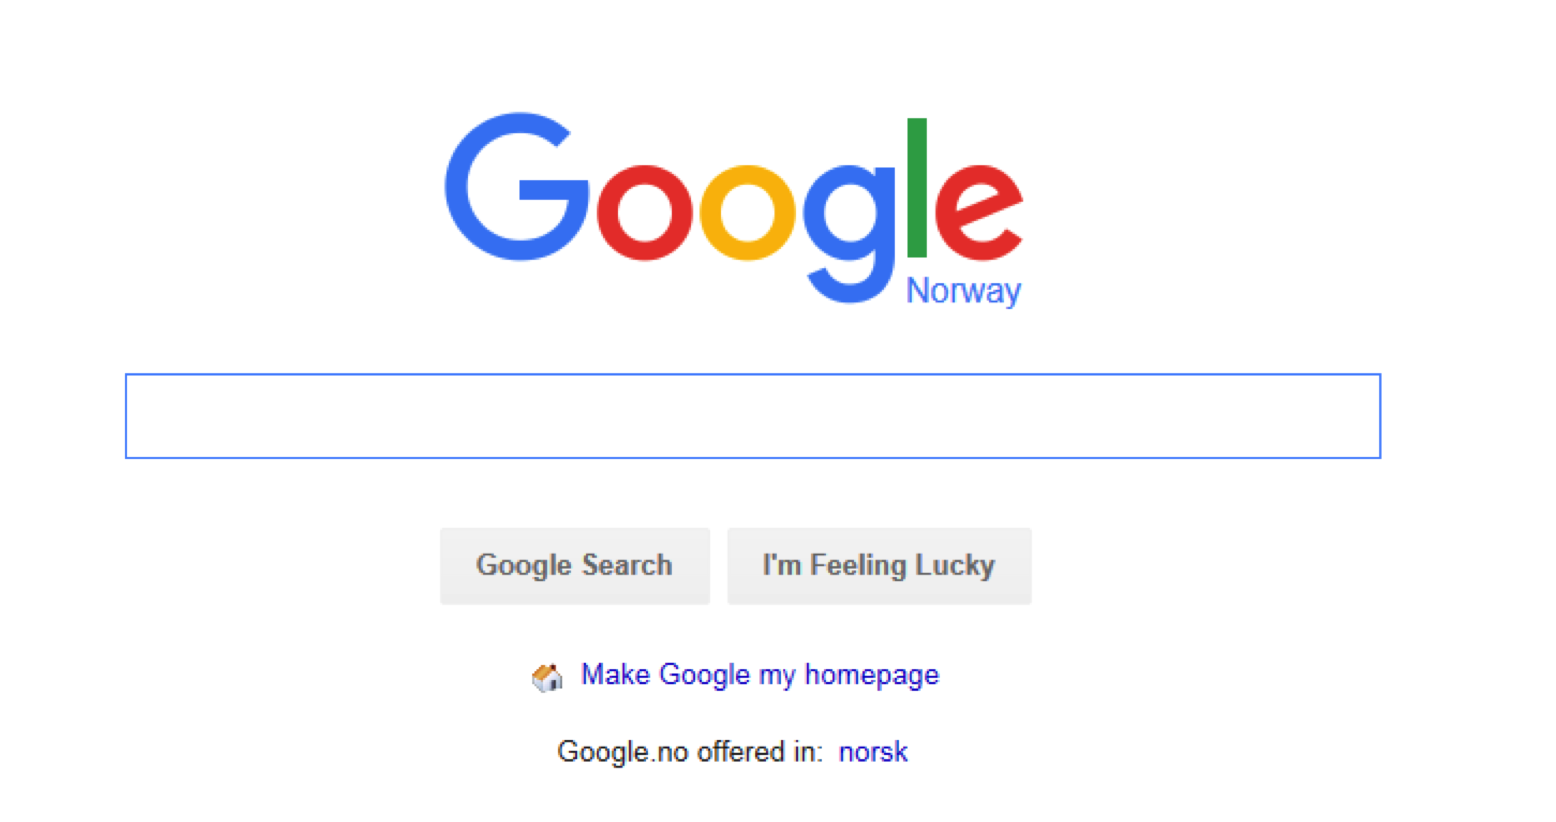 Google
Norway
Google Search
I'm Feeling Lucky
Make Google my homepage
Google.no offered in: norsk